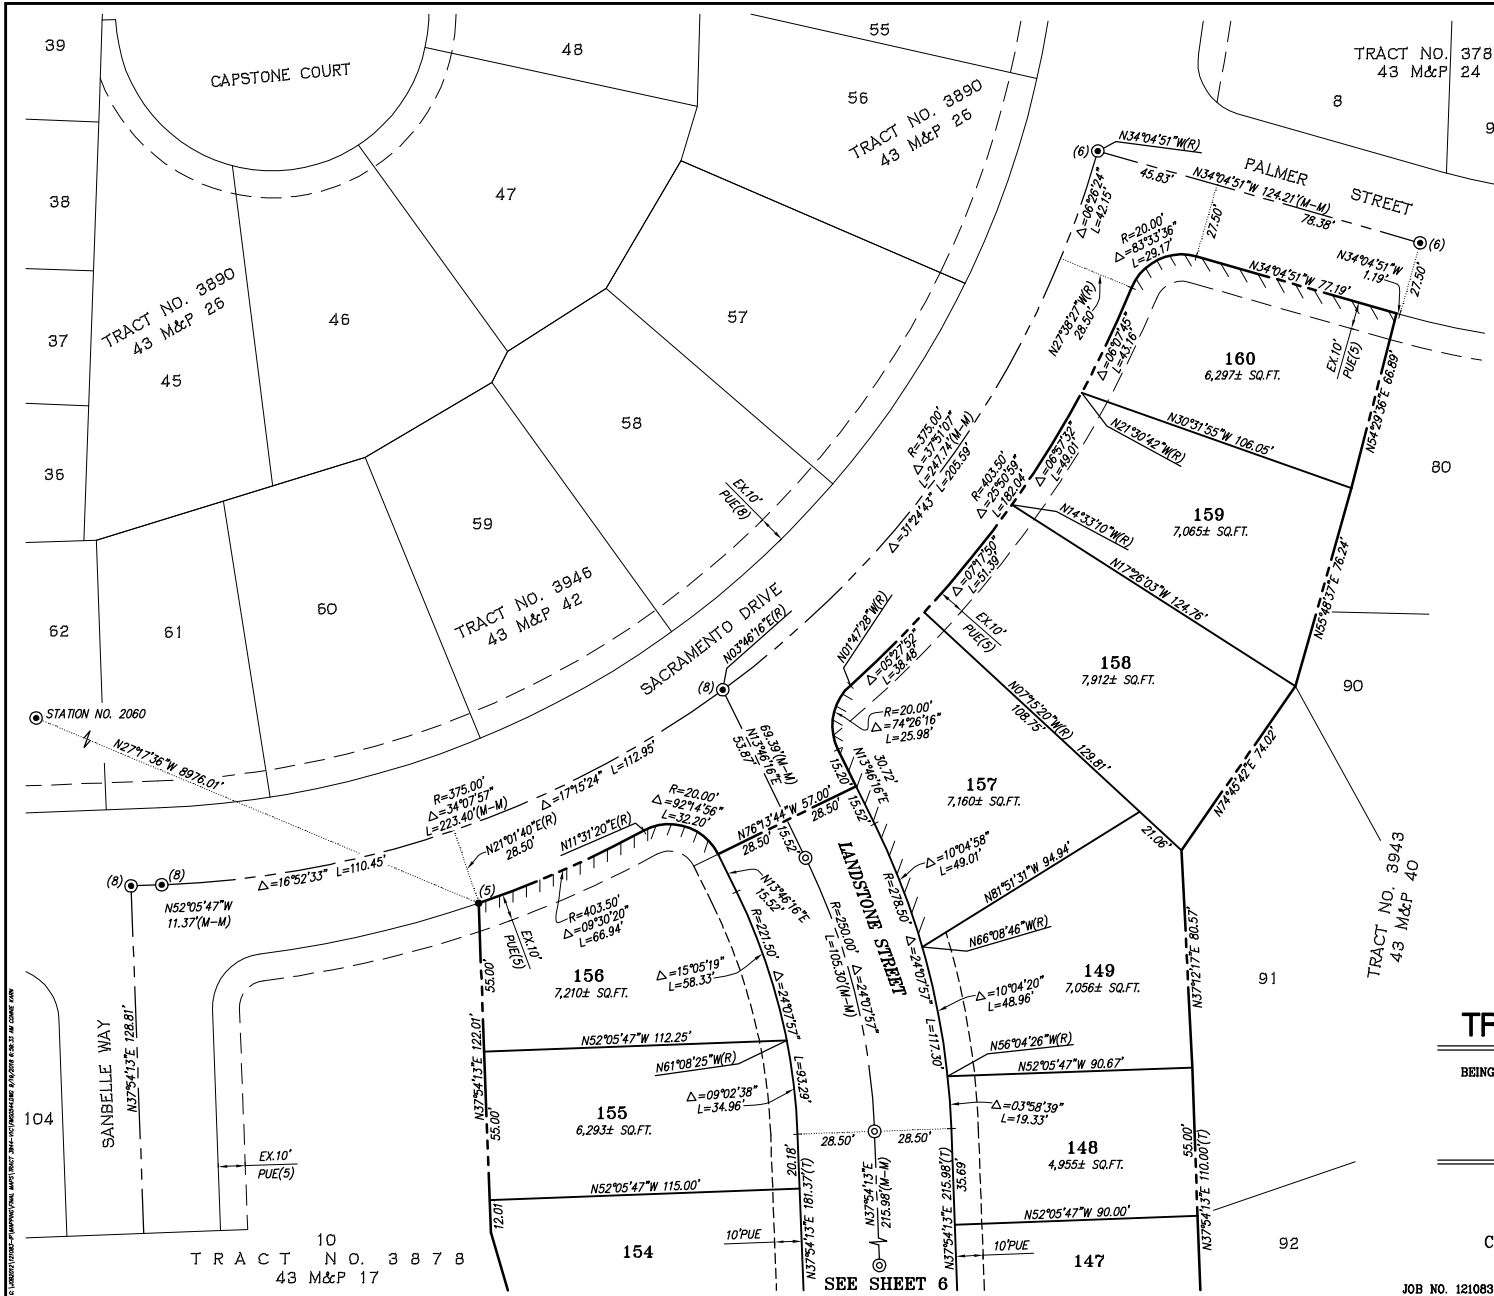 39
CAPSTONE COURT
48
55
TRACT NO. 378
43 M&P 24
8
9
56
TRACT NO. 3890
43 M&P 26
38
47
N34°04'51"W(R)
(6)
45.83'
PALMER STREET
N34°04'51"W 124.21'(M-M)
78.38'
(6)
△=06°26'24"
L=42.15'
R=20.00'
△=83°33'36"
L=29.17'
27.50'
N34°04'51"W
1.19'
27.50'
N34°04'51"W 77.19'
TRACT NO. 3890
43 M&P 26
37
46
45
57
N27°38'27"W(R)
28.50'
△=06°07'45"
L=43.16'
160
6,297± SQ.FT.
EX.10'
PUE(5)
N54°29'36"E 66.89'
58
R=375.00'
△=37°51'07"
L=247.74'(M-M)
△=31°24'43" L=205.59'
N30°31'55"W 106.05'
N21°30'42"W(R)
△=06°57'32"
L=49.01'
R=403.50'
△=25°50'59"
L=182.04'
80
36
EX.10'
PUE(8)
59
N14°33'10"W(R)
159
7,065± SQ.FT.
N55°48'37"E 76.24'
TRACT NO. 3946
43 M&P 42
△=07°17'50"
L=51.39'
N17°26'03"W 124.76'
60
61
62
SACRAMENTO DRIVE
N03°46'16"E(R)
(8)
N01°47'28"W(R)
△=05°27'52"
L=38.48'
EX.10'
PUE(5)
158
7,912± SQ.FT.
90
STATION NO. 2060
N27°17'36"W 8976.01'
69.39'(M-M)
N13°46'16"E
53.87'
R=20.00'
△=74°26'16"
L=25.98'
N07°15'20"W(R)
108.75'
129.81'
N74°45'42"E 74.02'
R=375.00'
△=34°07'57"
L=223.40'(M-M)
△=17°15'24" L=112.95'
R=20.00'
△=92°14'56"
L=32.20'
15.20'
30.72'
N13°46'16"E
15.52'
157
7,160± SQ.FT.
N21°01'40"E(R)
28.50'
N11°31'20"E(R)
N76°13'44"W 57.00'
28.50'
28.50'
15.52'
21.06'
TRACT NO. 3943
43 M&P 40
(8)
(8)
△=16°52'33" L=110.45'
N52°05'47"W
11.37'(M-M)
(5)
N13°46'16"E
15.52'
LANDSTONE STREET
△=10°04'58"
L=49.01'
N81°51'31"W 94.94'
R=403.50'
△=09°30'20"
L=66.94'
EX.10'
PUE(5)
R=221.50' △=24°07'57" L=93.29'
R=250.00' △=24°07'57"
L=105.30'(M-M)
R=278.50' △=24°07'57" L=117.30'
N66°08'46"W(R)
N37°12'17"E 80.57'
156
7,210± SQ.FT.
△=15°05'19"
L=58.33'
△=10°04'20"
L=48.96'
149
7,056± SQ.FT.
91
55.00'
N52°05'47"W 112.25'
N61°08'25"W(R)
N56°04'26"W(R)
N52°05'47"W 90.67'
TR
BEING
SANBELLE WAY
N37°54'13"E 128.81'
N37°54'13"E 122.01'
104
155
6,293± SQ.FT.
△=09°02'38"
L=34.96'
△=03°58'39"
L=19.33'
28.50'
28.50'
148
4,955± SQ.FT.
55.00'
55.00'
EX.10'
PUE(5)
N52°05'47"W 115.00'
20.18'
N37°54'13"E
215.98'(M-M)
35.69'
N52°05'47"W 90.00'
12.01
10
TRACT NO. 3878
43 M&P 17
154
10'PUE
N37°54'13"E 181.37'(T)
N37°54'13"E 215.98'(T)
10'PUE
147
N37°54'13"E 110.00'(T)
92
C
SEE SHEET 6
JOB NO. 121083